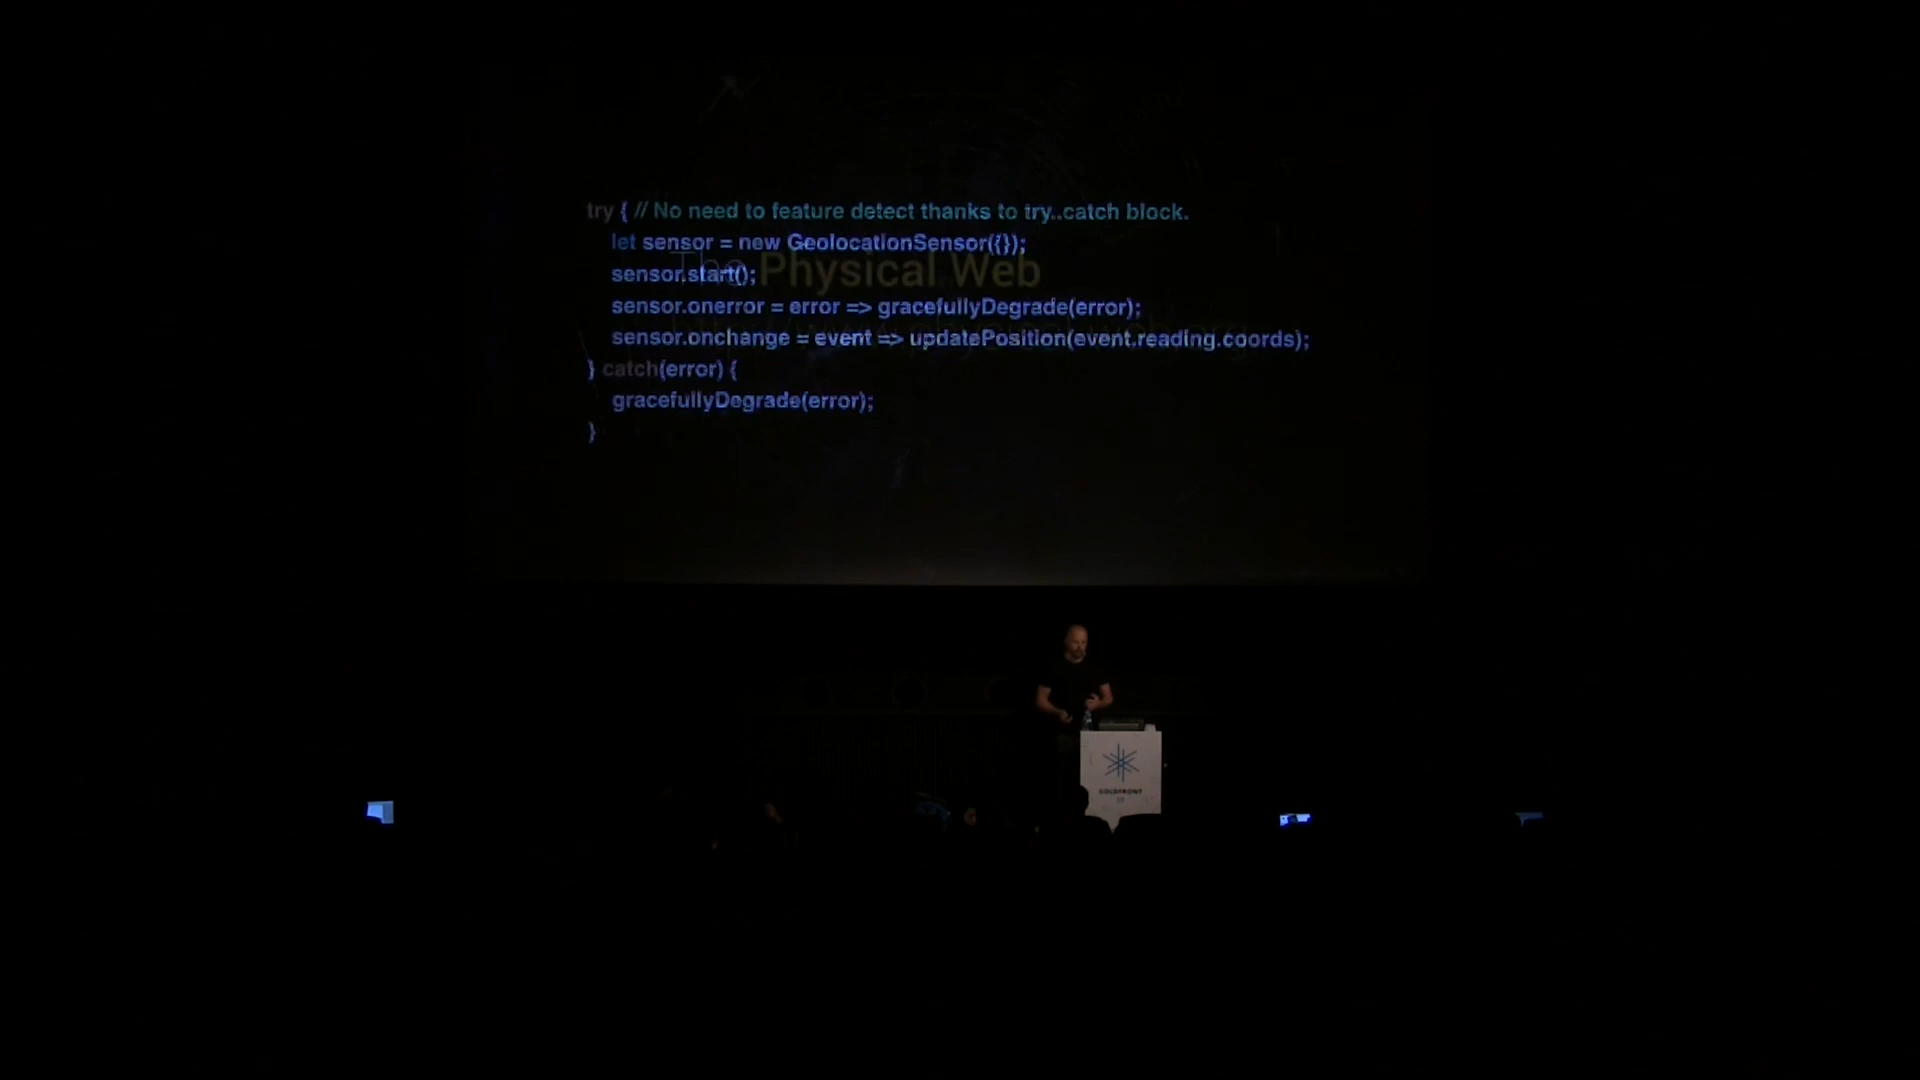 try { // No need to feature detect thanks to try..catch block.
let sensor = new GeolocationSensor({});
The Physical Web
sensor.start();
sensor.onerror = error => gracefullyDegrade(error);
sensor.onchange = event => updatePosition(event.reading.coords);
} catch(error) {
gracefullyDegrade(error);
}
COLDFRONT